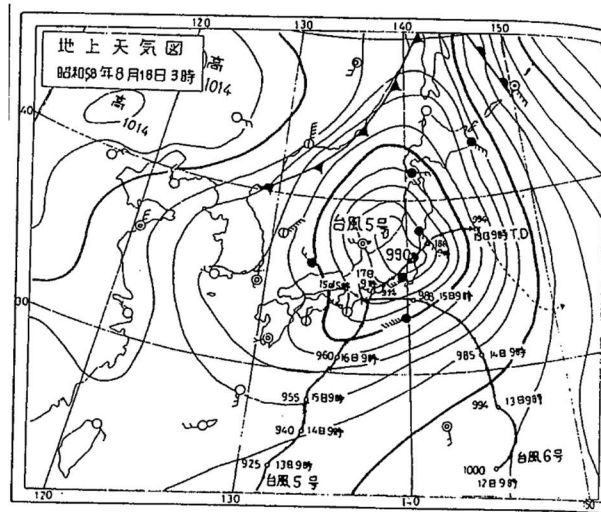 地上天気図
昭和58年8月18日3時
120
130
140
150
高
1014
高
1014
40
30
台風5号
990
994
19日9時T,D
988 15日9時
960 16日9時
985 14日9時
955 15日9時
994 13日9時
940 14日9時
925 13日9時
台風5号
1000
12日9時
台風6号
120
130
140
150